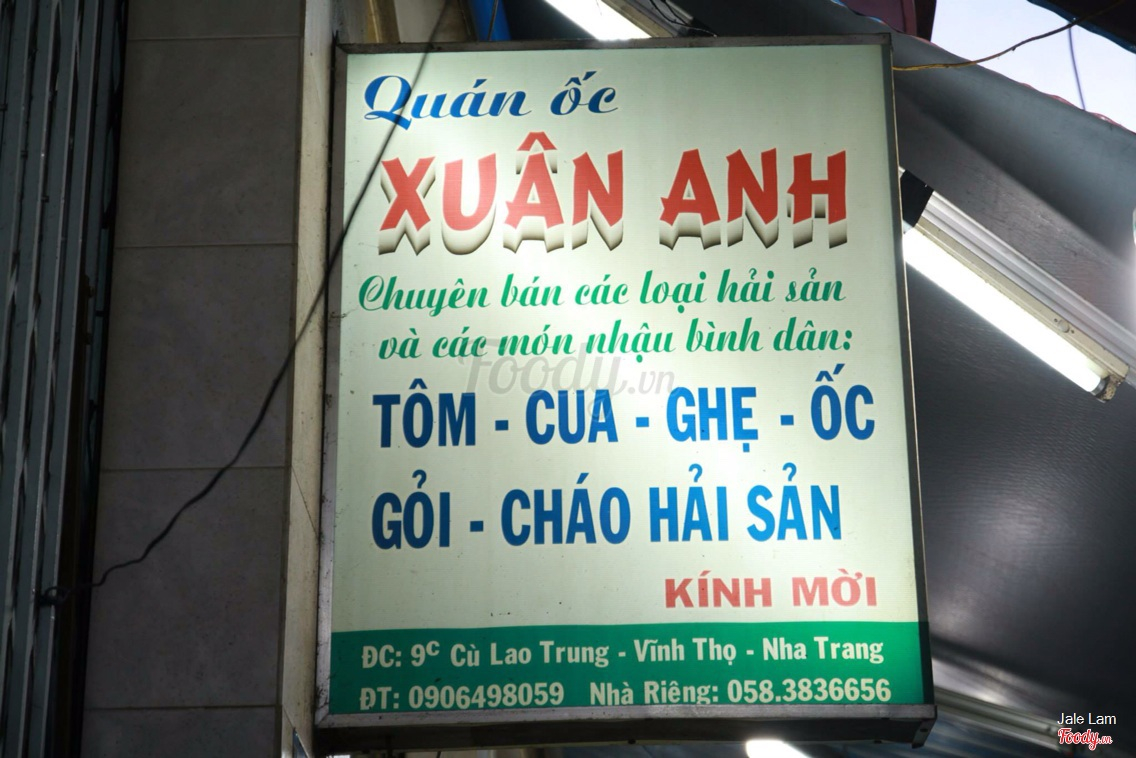 Quán ốc
XUÂN ANH
Chuyên bán các loại hải sản
và các món nhậu bình dân:
Foody.vn
TÔM - CUA - GHẸ - ỐC
GỎI - CHÁO HẢI SẢN
KÍNH MỜI
ĐC: 9C Cù Lao Trung - Vĩnh Thọ - Nha Trang
ĐT: 0906498059 Nhà Riêng: 058.3836656
Jale Lam
Foody.vn